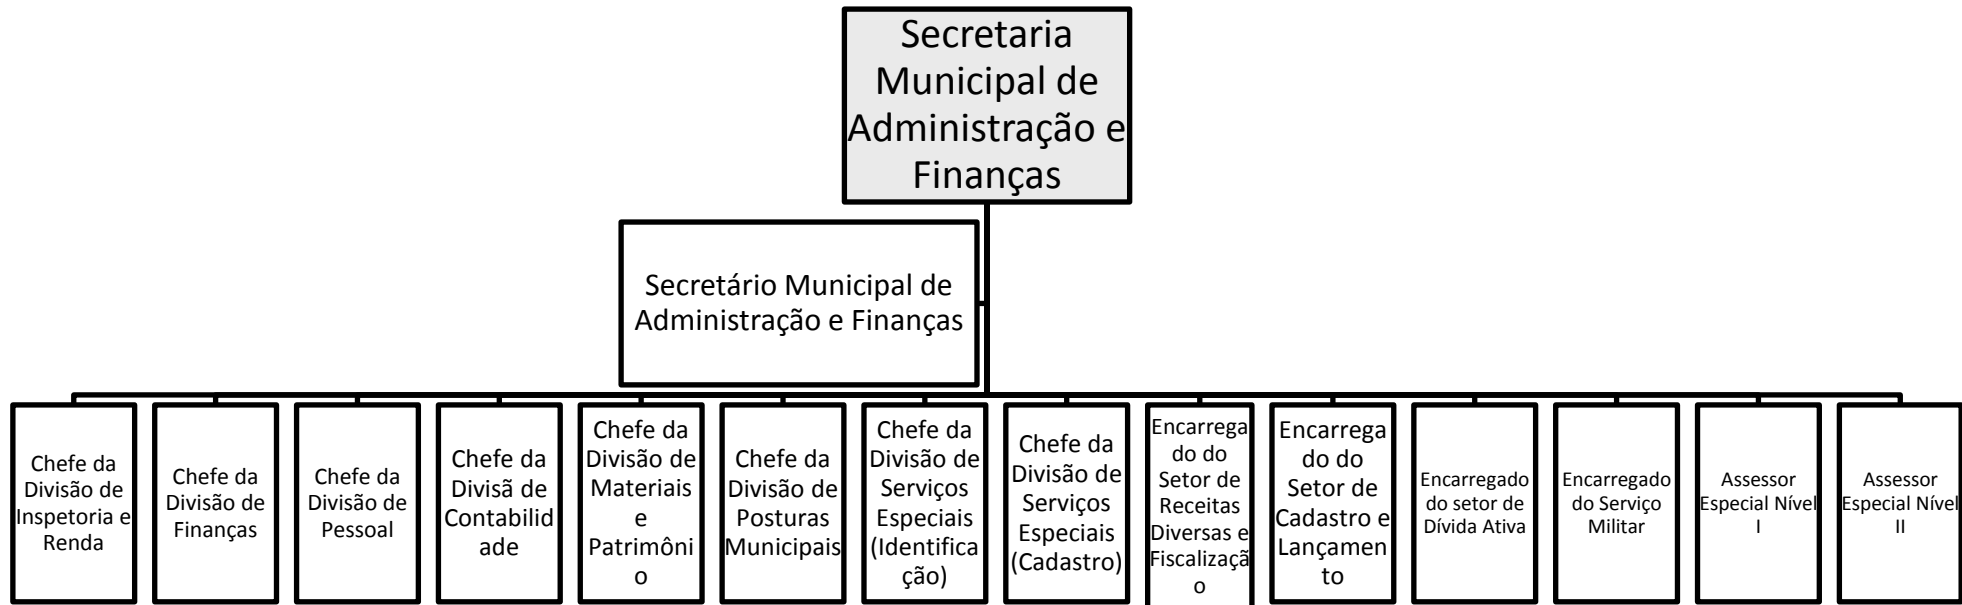 Secretaria
Municipal de
Administração e
Finanças
Secretário Municipal de
Administração e Finanças
Chefe da
Divisão de
Inspetoria e
Renda
Chefe da
Divisão de
Finanças
Chefe da
Divisão de
Pessoal
Chefe da
Divisã de
Contabilid
ade
Chefe da
Divisão de
Materiais
e
Patrimôni
o
Chefe da
Divisão de
Posturas
Municipais
Chefe da
Divisão de
Serviços
Especiais
(Identifica
ção)
Chefe da
Divisão de
Serviços
Especiais
(Cadastro)
Encarrega
do do
Setor de
Receitas
Diversas e
Fiscalizaçã
o
Encarrega
do do
Setor de
Cadastro e
Lançamen
to
Encarregado
do setor de
Dívida Ativa
Encarregado
do Serviço
Militar
Assessor
Especial Nível
I
Assessor
Especial Nível
II